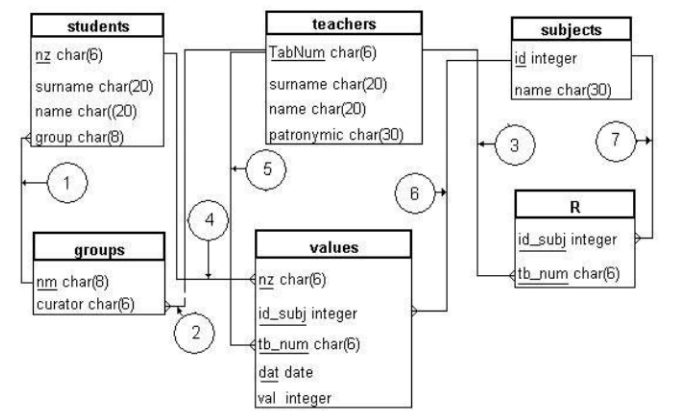 students
nz char(6)
surname char(20)
name char((20)
group char(8)
teachers
TabNum char(6)
surname char(20)
name char(20)
patronymic char(30)
subjects
id integer
name char(30)
1
5
3
7
4
6
2
groups
nm char(8)
curator char(6)
values
nz char(6)
id_subj integer
tb_num char(6)
dat date
val integer
R
id_subj integer
tb_num char(6)